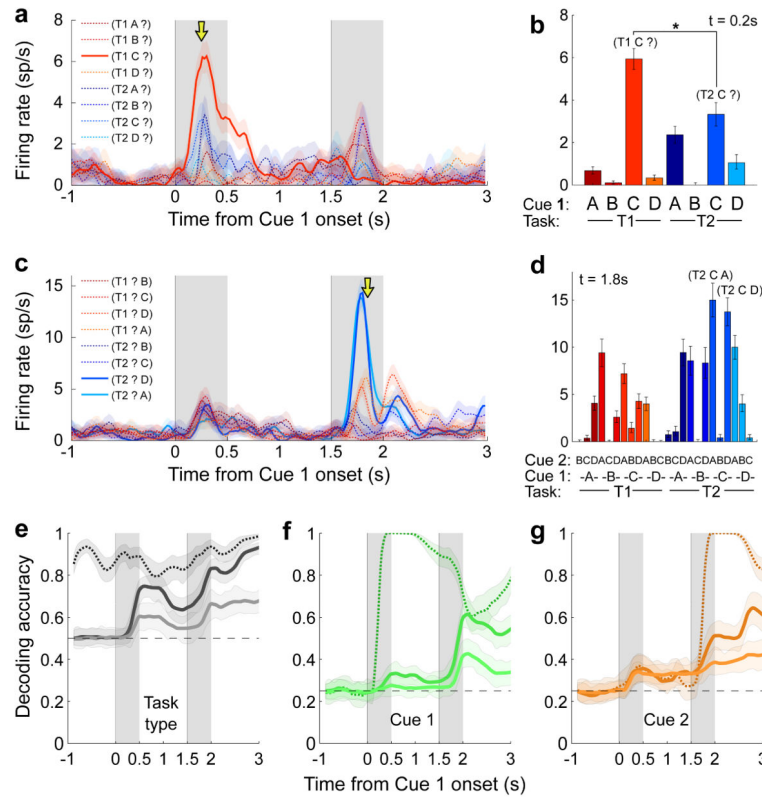 a
Firing rate (sp/s)
8
6
4
2
0
(T1 A ?)
(T1 B ?)
(T1 C ?)
(T1 D ?)
(T2 A ?)
(T2 B ?)
(T2 C ?)
(T2 D ?)
-1 0 0.5 1 1.5 2 3
Time from Cue 1 onset (s)
b
t = 0.2s
(T1 C ?)
*
(T2 C ?)
6
4
2
0
Cue 1: A B C D A B C D
Task: T1 T2
c
Firing rate (sp/s)
15
10
5
0
(T1 ? B)
(T1 ? C)
(T1 ? D)
(T1 ? A)
(T2 ? B)
(T2 ? C)
(T2 ? D)
(T2 ? A)
-1 0 0.5 1 1.5 2 3
Time from Cue 1 onset (s)
d
t = 1.8s
(T2 C A)
(T2 C D)
15
10
5
0
Cue 2: BCDACDABDABCBCDACDABDABC
Cue 1: -A- -B- -C- -D- -A- -B- -C- -D-
Task: T1 T2
e
Decoding accuracy
1
0.8
0.6
0.4
0.2
0
Task
type
-1 0 0.5 1 1.5 2 3
f
1
0.8
0.6
0.4
0.2
0
Cue 1
-1 0 0.5 1 1.5 2 3
g
1
0.8
0.6
0.4
0.2
0
Cue 2
-1 0 0.5 1 1.5 2 3
Time from Cue 1 onset (s)